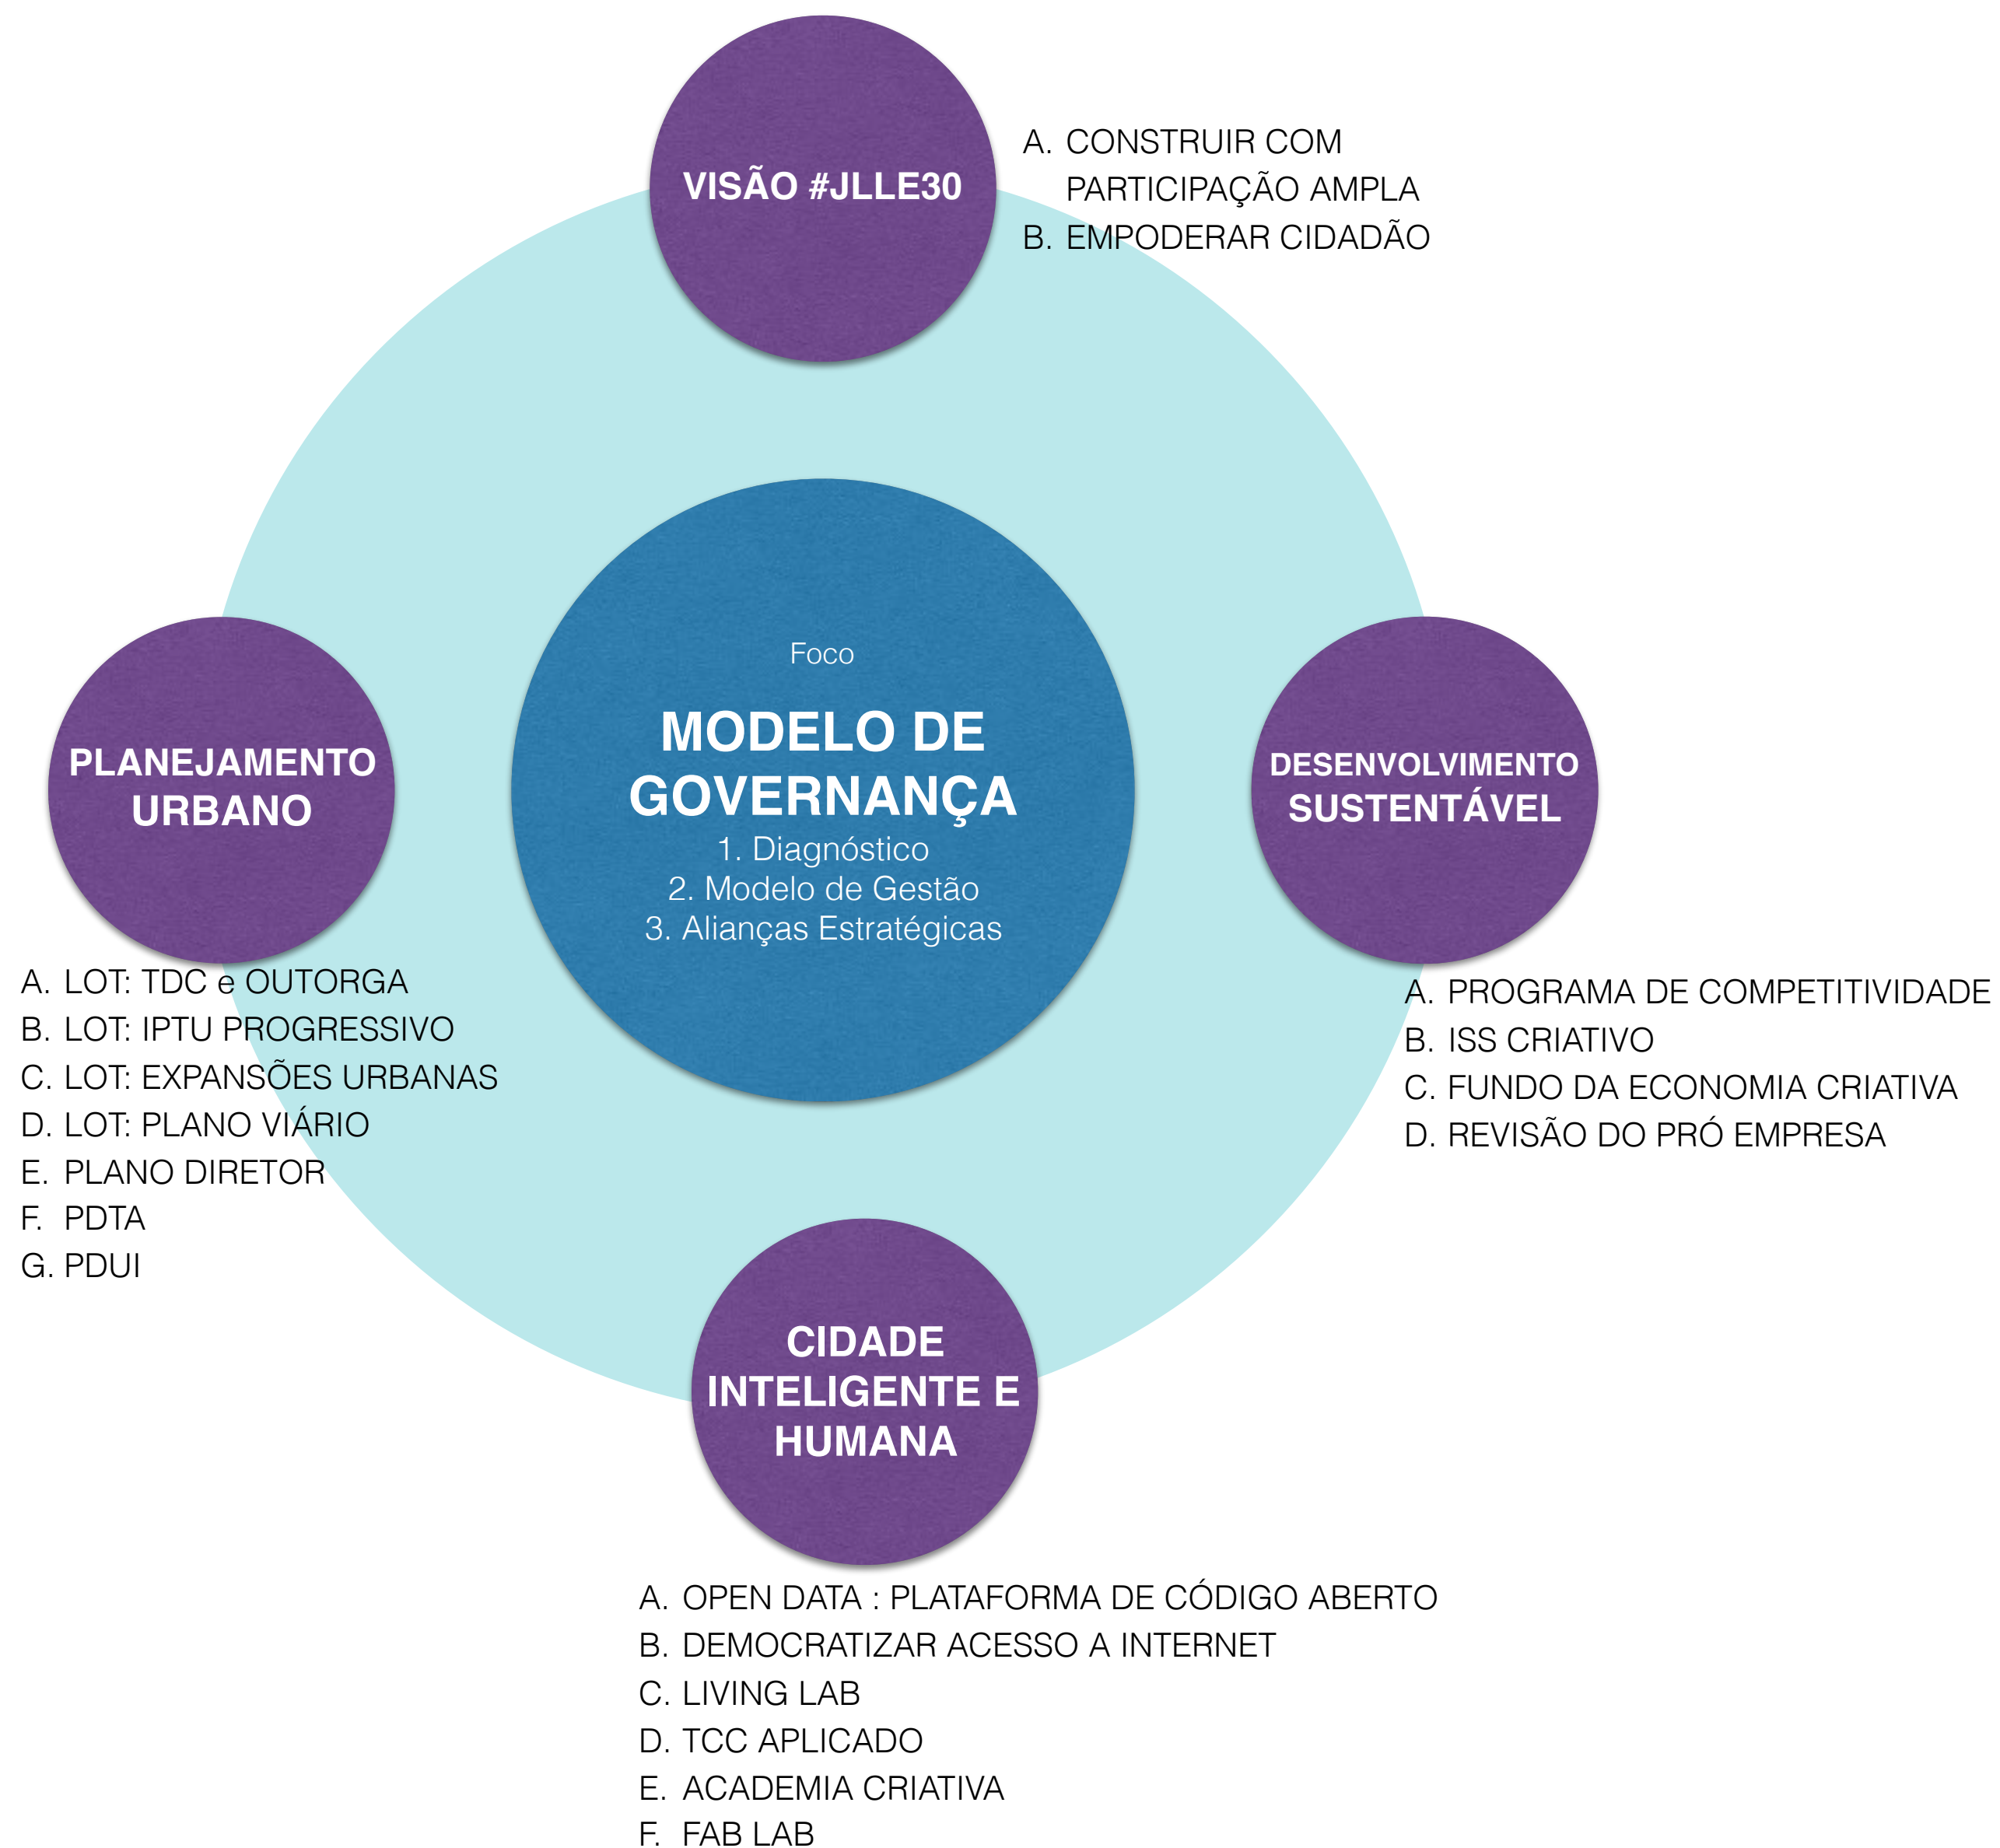 VISÃO #JLLE30
A. CONSTRUIR COM
PARTICIPAÇÃO AMPLA
B. EMPODERAR CIDADÃO
Foco
MODELO DE
GOVERNANÇA
1. Diagnóstico
2. Modelo de Gestão
3. Alianças Estratégicas
PLANEJAMENTO
URBANO
A. LOT: TDC e OUTORGA
B. LOT: IPTU PROGRESSIVO
C. LOT: EXPANSÕES URBANAS
D. LOT: PLANO VIÁRIO
E. PLANO DIRETOR
F. PDTA
G. PDUI
DESENVOLVIMENTO
SUSTENTÁVEL
A. PROGRAMA DE COMPETITIVIDADE
B. ISS CRIATIVO
C. FUNDO DA ECONOMIA CRIATIVA
D. REVISÃO DO PRÓ EMPRESA
CIDADE
INTELIGENTE E
HUMANA
A. OPEN DATA : PLATAFORMA DE CÓDIGO ABERTO
B. DEMOCRATIZAR ACESSO A INTERNET
C. LIVING LAB
D. TCC APLICADO
E. ACADEMIA CRIATIVA
F. FAB LAB